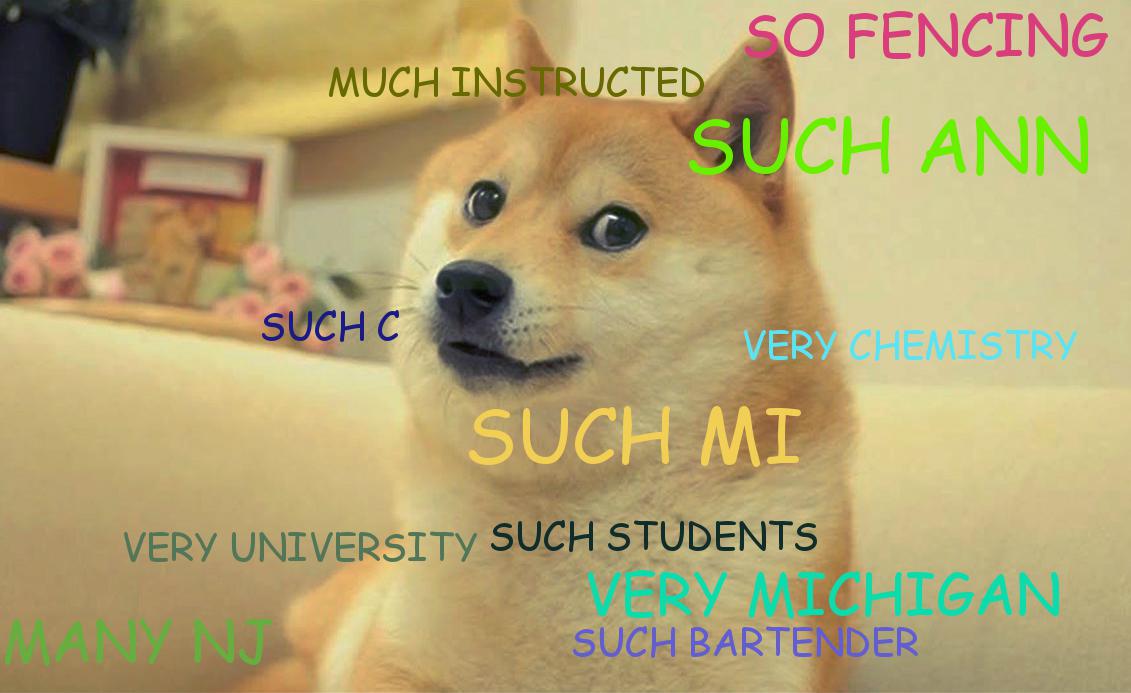 SO FENCING
MUCH INSTRUCTED
SUCH ANN
SUCH C
VERY CHEMISTRY
SUCH MI
VERY UNIVERSITY
SUCH STUDENTS
VERY MICHIGAN
MANY NJ
SUCH BARTENDER